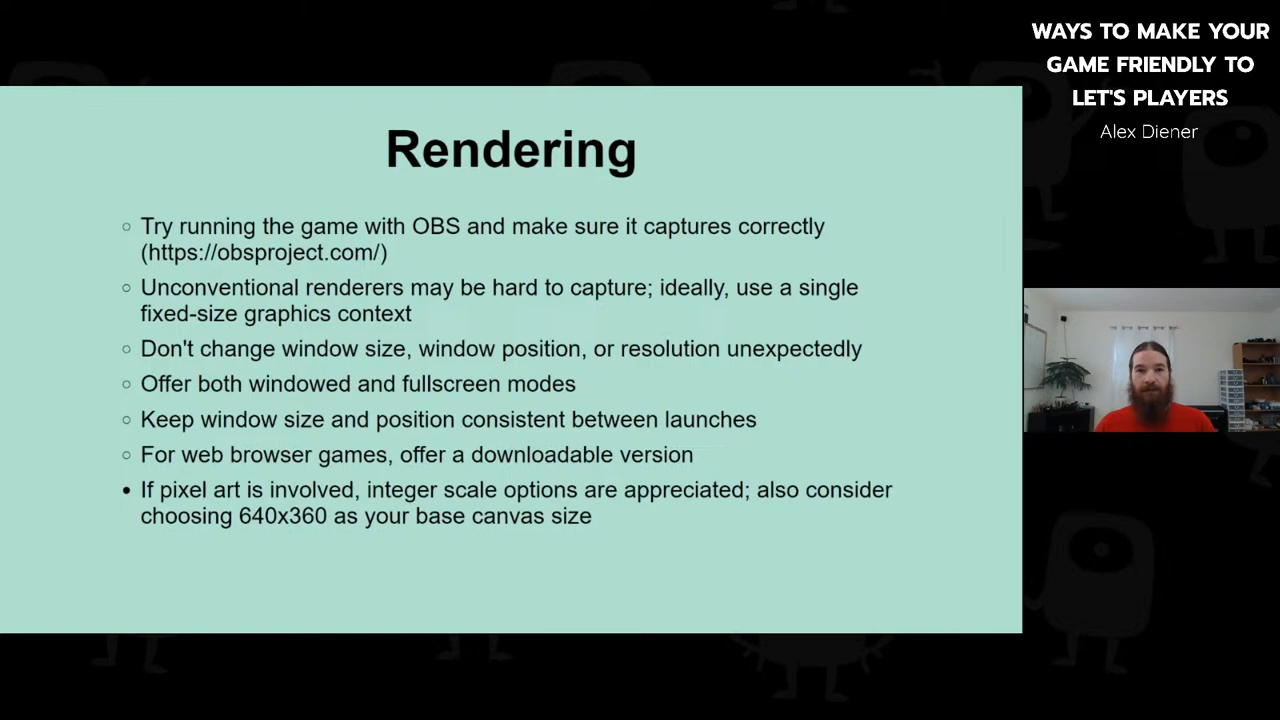 WAYS TO MAKE YOUR
GAME FRIENDLY TO
LET'S PLAYERS
Alex Diener
Rendering
○ Try running the game with OBS and make sure it captures correctly
(https://obsproject.com/)
○ Unconventional renderers may be hard to capture; ideally, use a single
fixed-size graphics context
○ Don't change window size, window position, or resolution unexpectedly
○ Offer both windowed and fullscreen modes
○ Keep window size and position consistent between launches
○ For web browser games, offer a downloadable version
• If pixel art is involved, integer scale options are appreciated; also consider
choosing 640x360 as your base canvas size